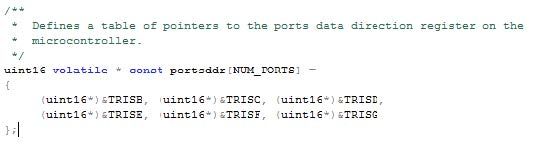 /**
* Defines a table of pointers to the ports data direction register on the
* microcontroller.
*/
uint16 volatile * const portsddr[NUM_PORTS] =
{
(uint16*)&TRISB, (uint16*)&TRISC, (uint16*)&TRISD,
(uint16*)&TRISE, (uint16*)&TRISF, (uint16*)&TRISG
};